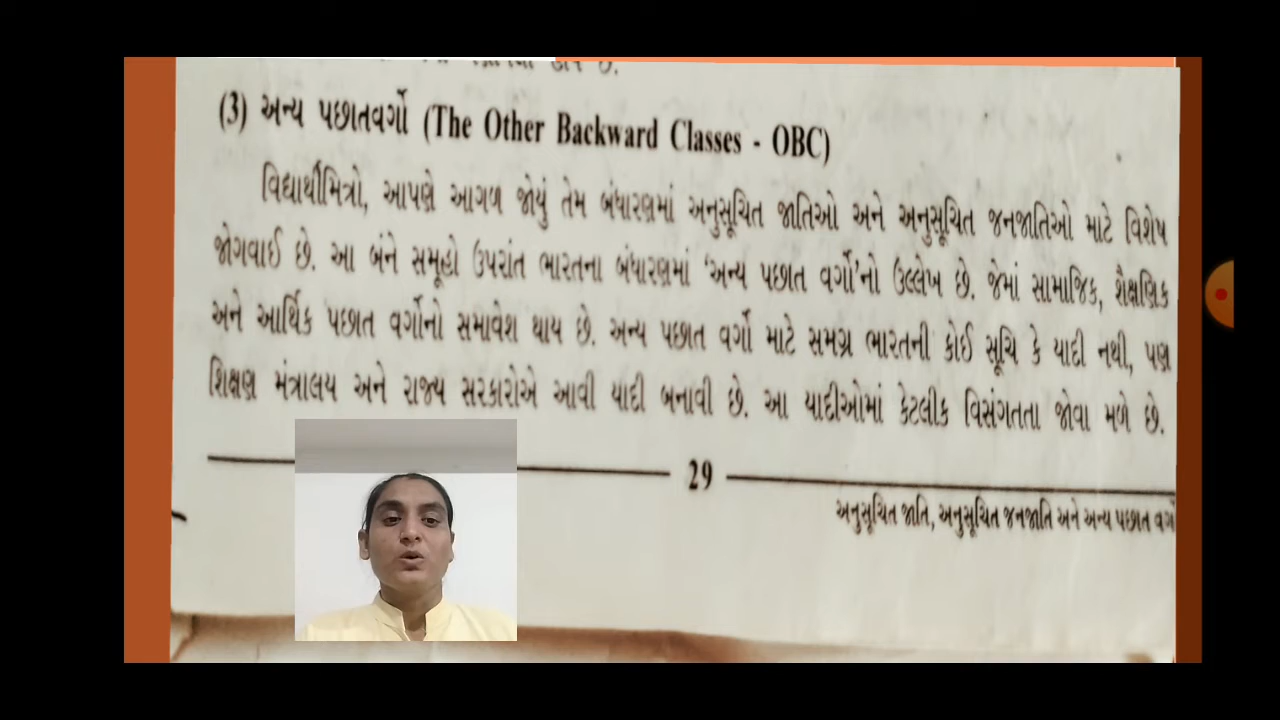 છે.
(3) અન્ય પછાતવર્ગો (The Other Backward Classes - OBC)
વિદ્યાર્થીમિત્રો, આપણે આગળ જોયું તેમ બંધારણમાં અનુસૂચિત જાતિઓ અને અનુસૂચિત જનજાતિઓ માટે વિશેષ
જોગવાઈ છે. આ બંને સમૂહો ઉપરાંત ભારતના બંધારણમાં ‘અન્ય પછાત વર્ગો’નો ઉલ્લેખ છે. જેમાં સામાજિક, શૈક્ષણિક
અને આર્થિક પછાત વર્ગોનો સમાવેશ થાય છે. અન્ય પછાત વર્ગો માટે સમગ્ર ભારતની કોઈ સૂચિ કે યાદી નથી, પણ
શિક્ષણ મંત્રાલય અને રાજ્ય સરકારોએ આવી યાદી બનાવી છે. આ યાદીઓમાં કેટલીક વિસંગતતા જોવા મળે છે.
29
અનુસૂચિત જાતિ, અનુસૂચિત જનજાતિ અને અન્ય પછાત